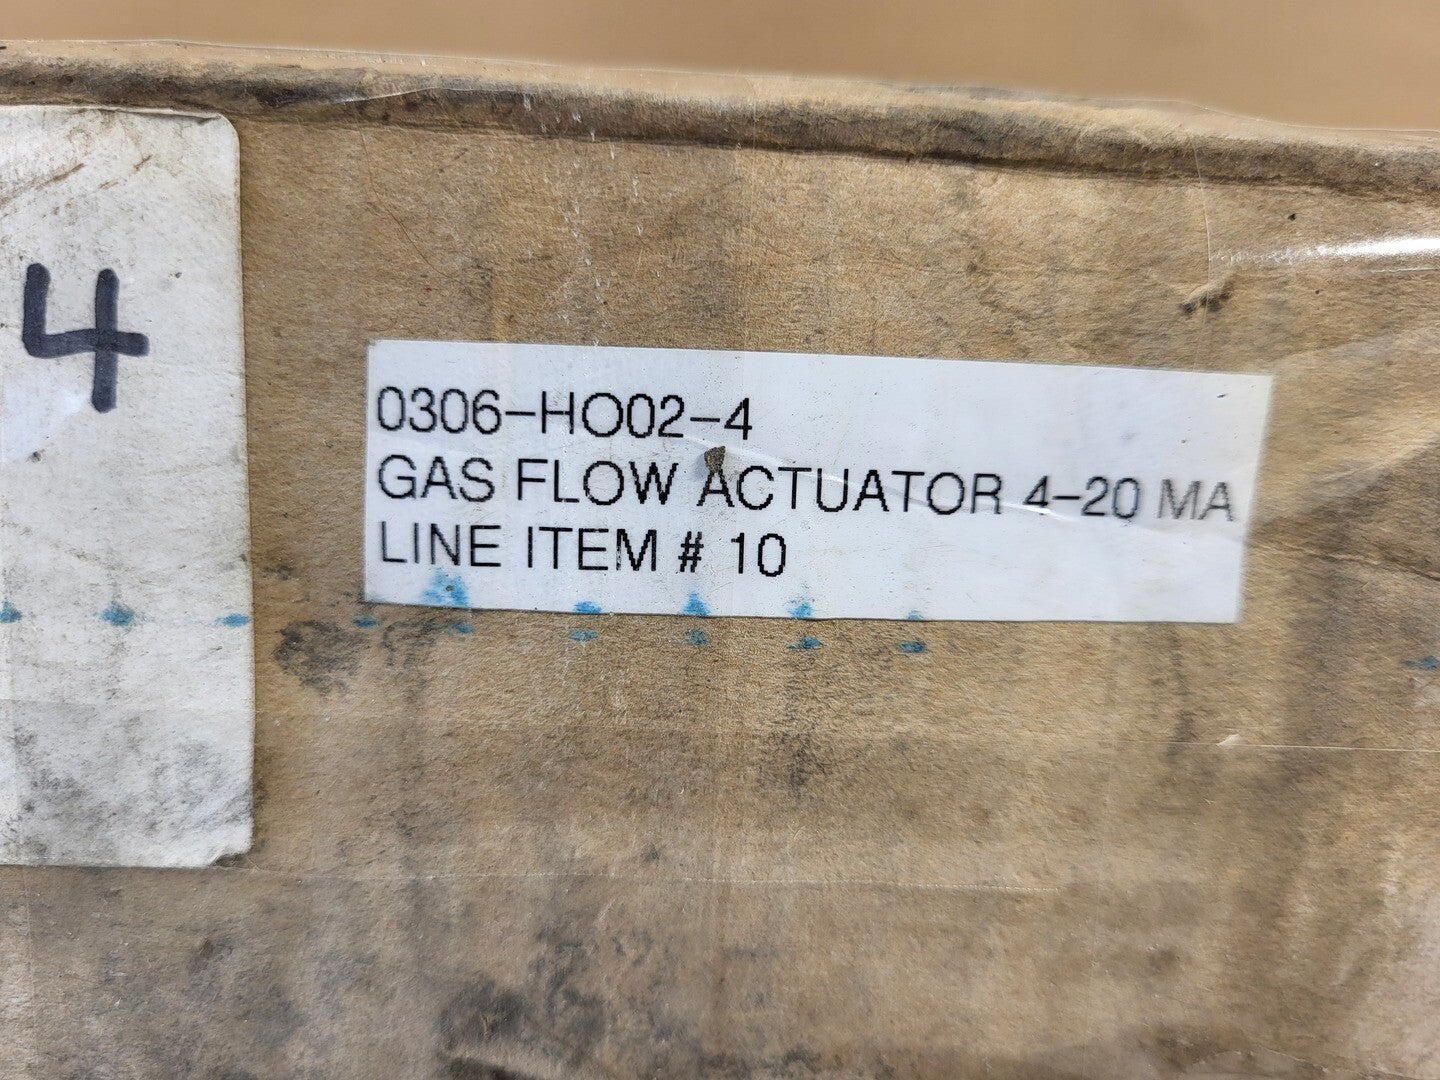 4
0306-HO02-4
GAS FLOW ACTUATOR 4-20 MA
LINE ITEM # 10